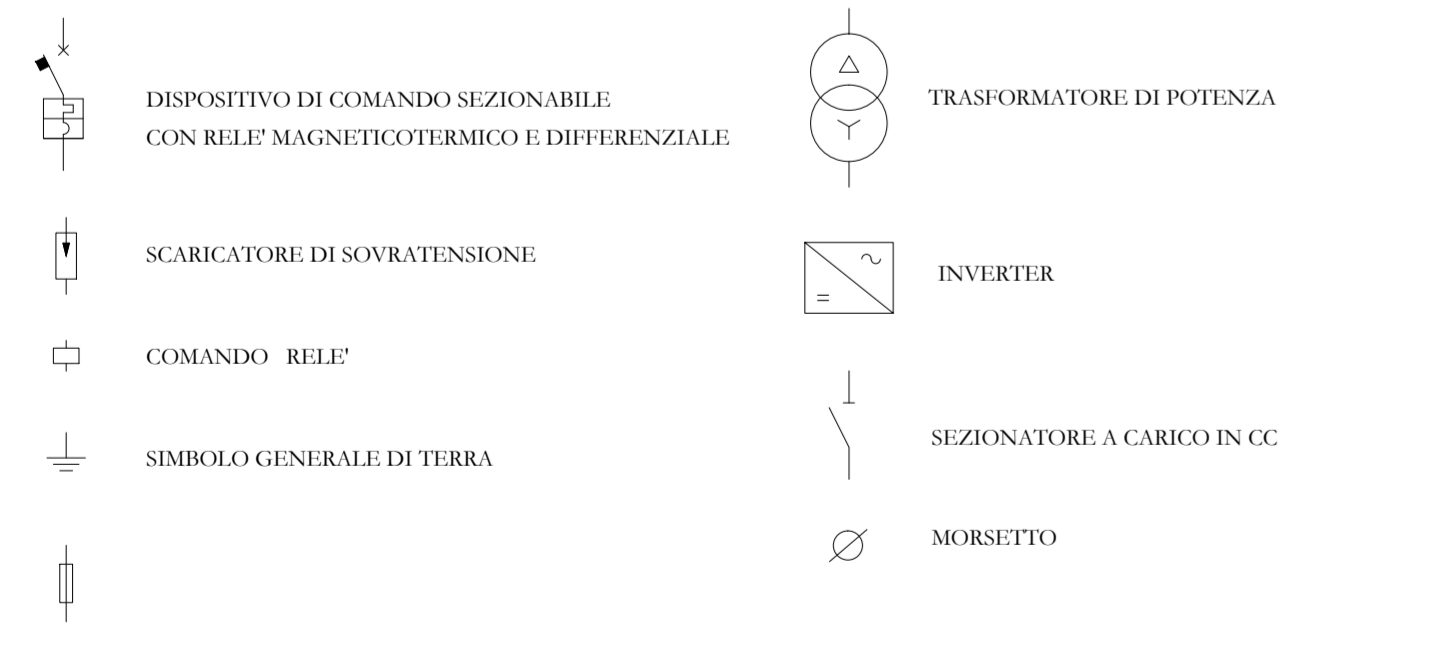 DISPOSITIVO DI COMANDO SEZIONABILE
CON RELE' MAGNETICOTERMICO E DIFFERENZIALE
SCARICATORE DI SOVRATENSIONE
COMANDO RELE'
SIMBOLO GENERALE DI TERRA
TRASFORMATORE DI POTENZA
INVERTER
SEZIONATORE A CARICO IN CC
MORSETTO